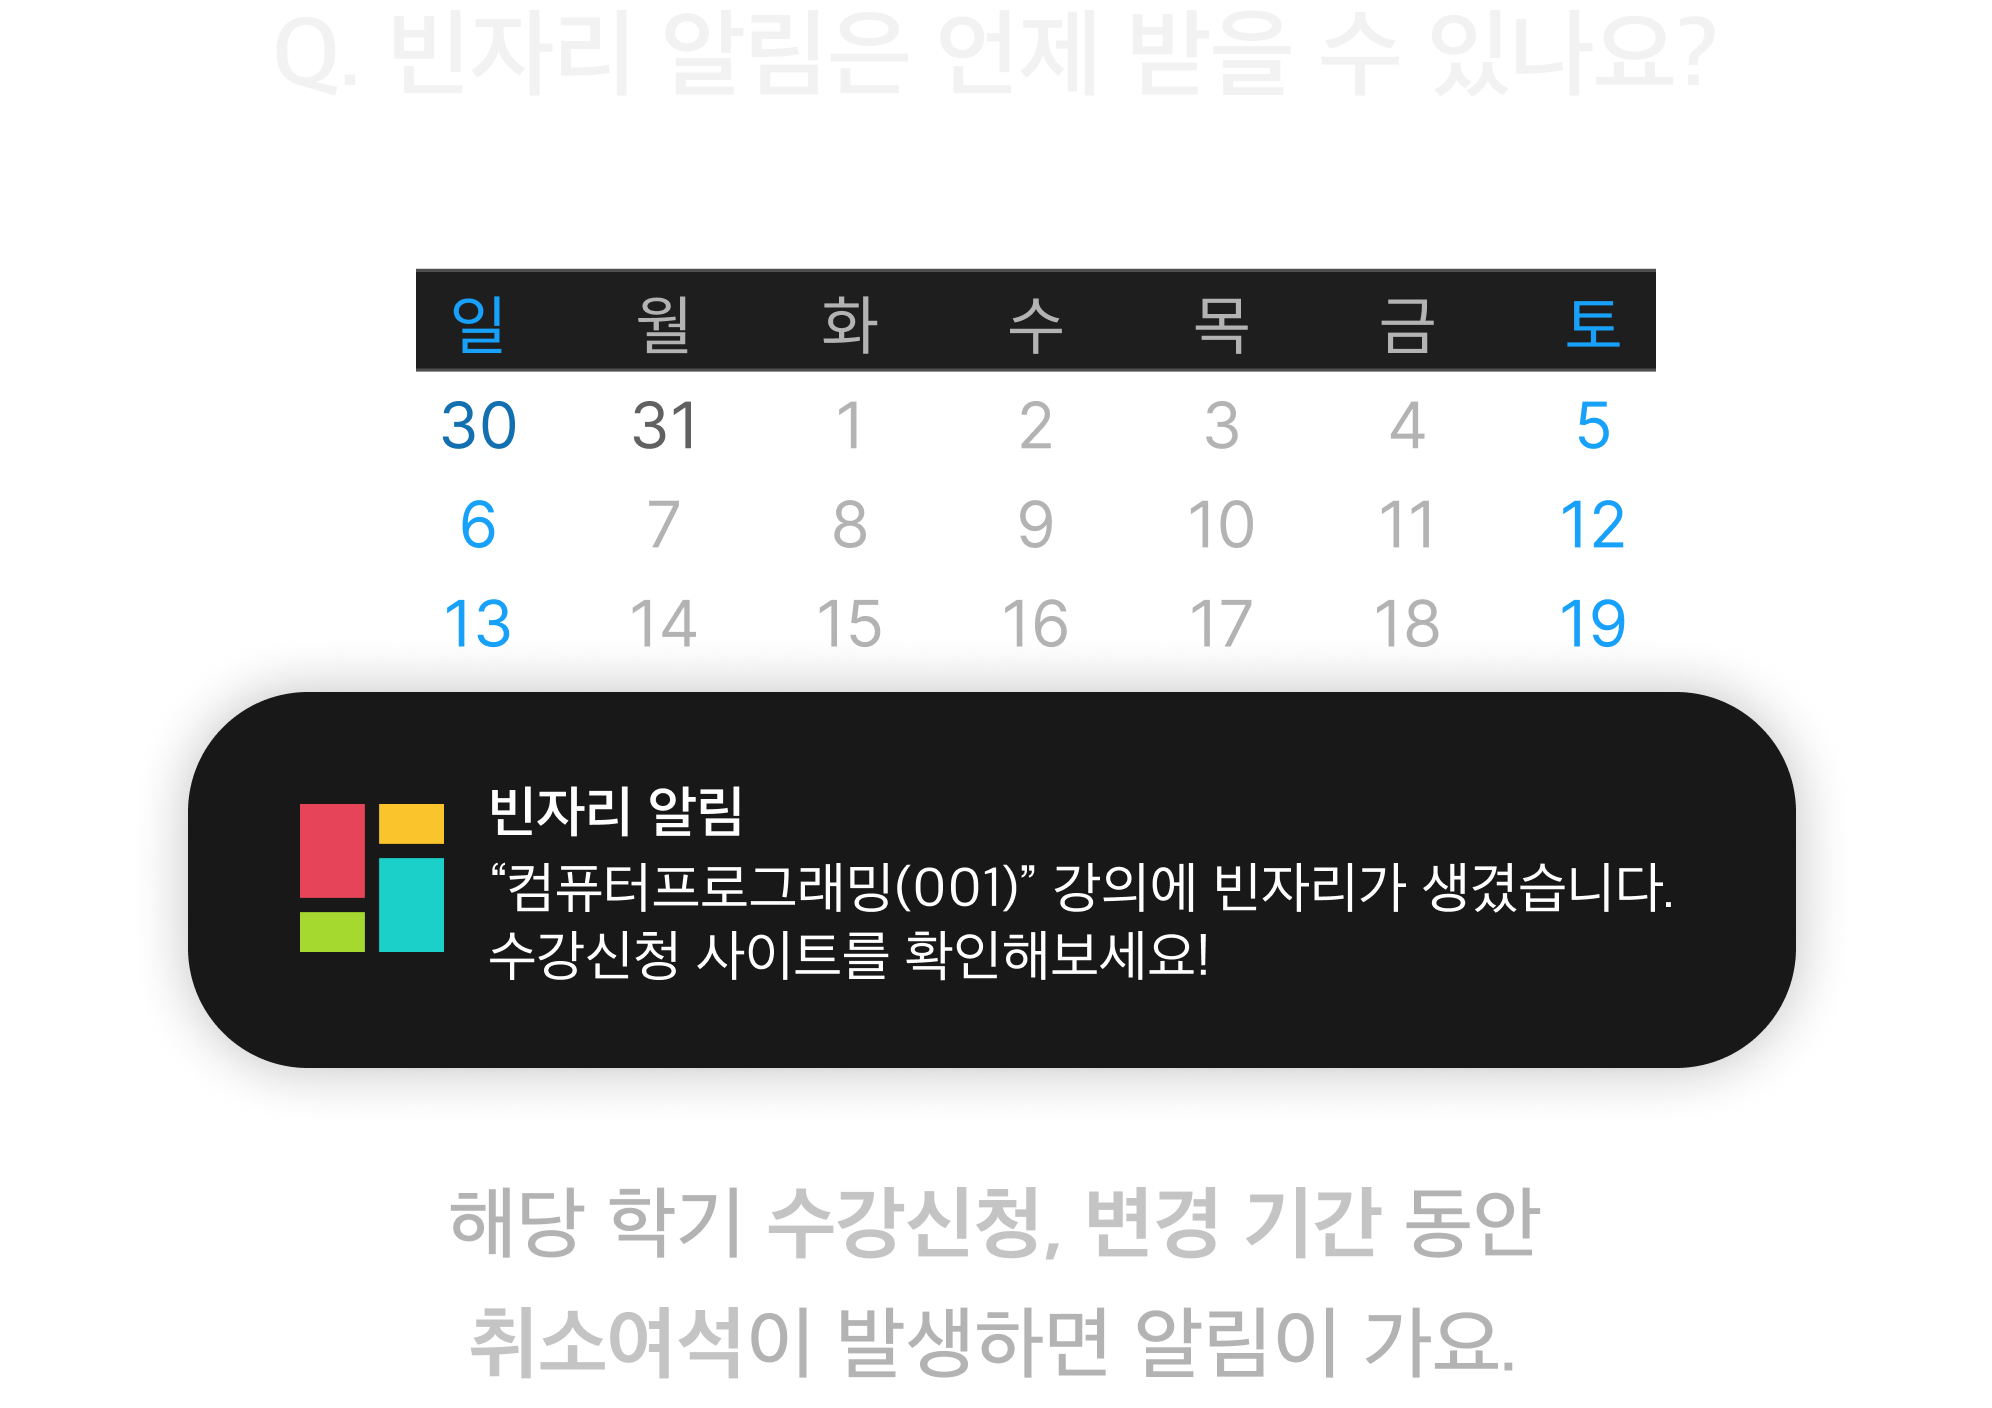 Q. 빈자리 알림은 언제 받을 수 있나요?
일 월 화 수 목 금 토
30 31 1 2 3 4 5
6 7 8 9 10 11 12
13 14 15 16 17 18 19
빈자리 알림
“컴퓨터프로그래밍(001)” 강의에 빈자리가 생겼습니다.
수강신청 사이트를 확인해보세요!
해당 학기 수강신청, 변경 기간 동안
취소여석이 발생하면 알림이 가요.